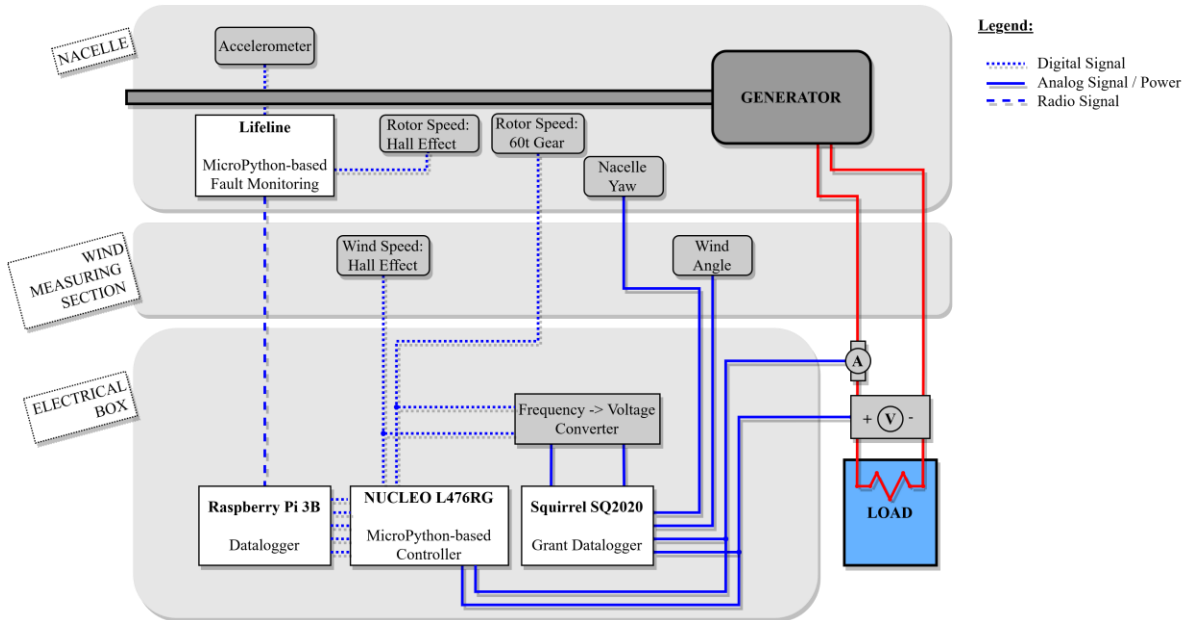 NACELLE
Accelerometer
GENERATOR
Lifeline
MicroPython-based
Fault Monitoring
Rotor Speed:
Hall Effect
Rotor Speed:
60t Gear
Nacelle
Yaw
Legend:
Digital Signal
Analog Signal / Power
Radio Signal
WIND
MEASURING
SECTION
Wind Speed:
Hall Effect
Wind
Angle
ELECTRICAL
BOX
A
+ V -
Frequency -> Voltage
Converter
Raspberry Pi 3B
Datalogger
NUCLEO L476RG
MicroPython-based
Controller
Squirrel SQ2020
Grant Datalogger
LOAD